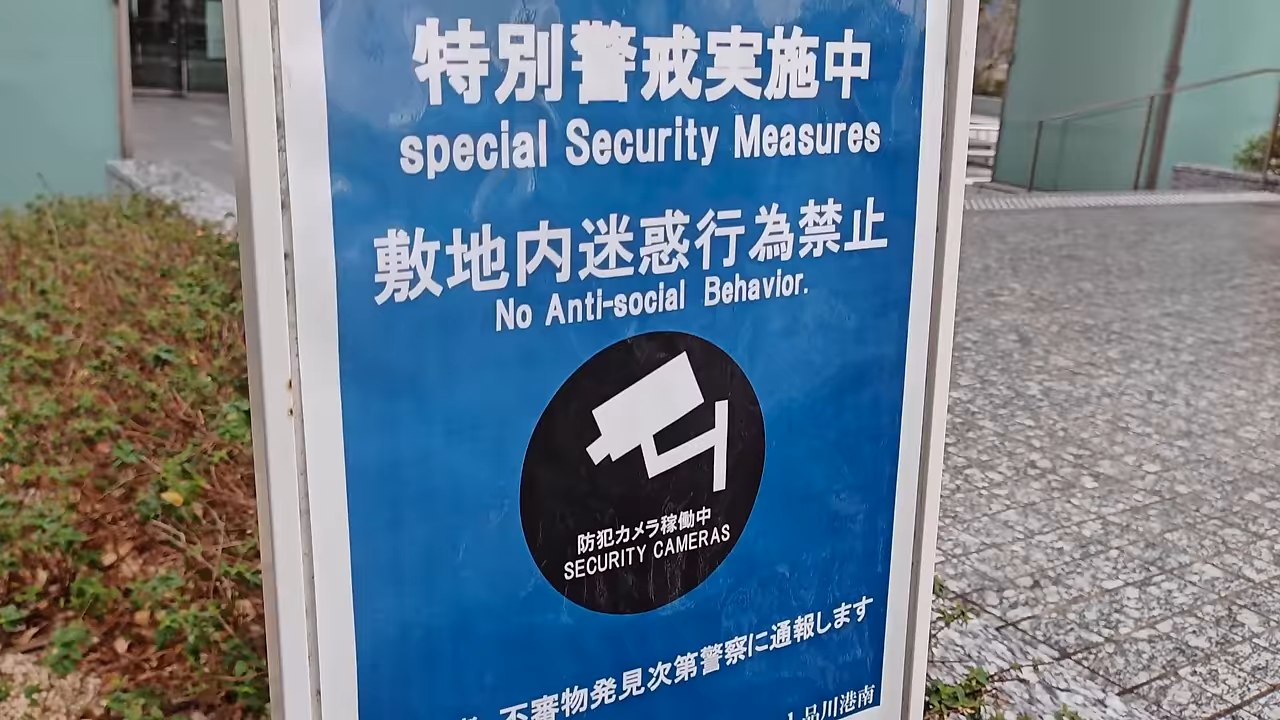 特別警戒実施中
special Security Measures
敷地内迷惑行為禁止
No Anti-social Behavior.
防犯カメラ稼働中
SECURITY CAMERAS
不審物発見次第警察に通報します
品川港南